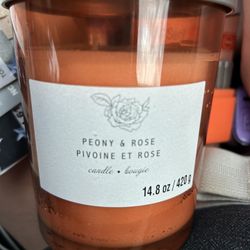 PEONY & ROSE
PIVOINE ET ROSE
candle • bougie
14.8 oz / 420 g